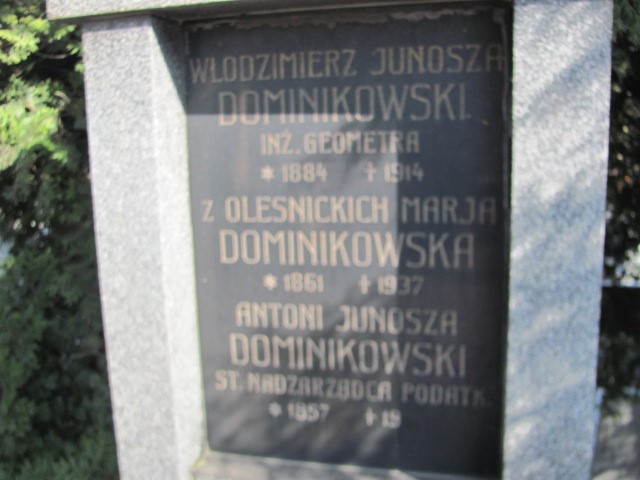 WŁODZIMIERZ JUNOSZA
DOMINIKOWSKI
INŻ. GEOMETRA
* 1884 † 1914
Z OLESNICKICH MARJA
DOMINIKOWSKA
* 1861 † 1937
ANTONI JUNOSZA
DOMINIKOWSKI
ST. NADZARZĄDCA PODATK.
* 1857 † 19